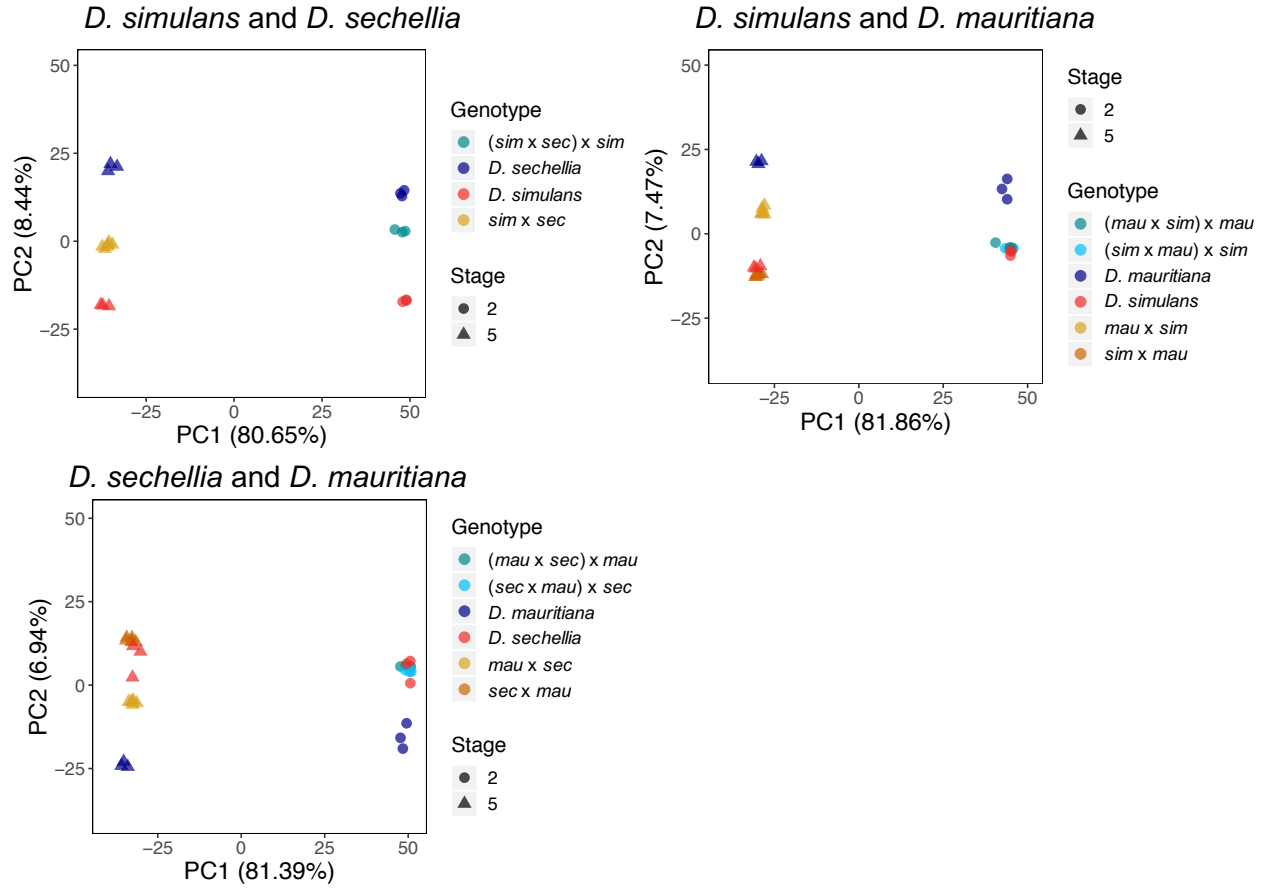 D. simulans and D. sechellia
50
25
0
−25
−25
0
25
50
PC2 (8.44%)
PC1 (80.65%)
Genotype
(sim x sec) x sim
D. sechellia
D. simulans
sim x sec
Stage
2
5
D. simulans and D. mauritiana
50
25
0
−25
−25
0
25
50
PC2 (7.47%)
PC1 (81.86%)
Stage
2
5
Genotype
(mau x sim) x mau
(sim x mau) x sim
D. mauritiana
D. simulans
mau x sim
sim x mau
D. sechellia and D. mauritiana
50
25
0
−25
−25
0
25
50
PC2 (6.94%)
PC1 (81.39%)
Genotype
(mau x sec) x mau
(sec x mau) x sec
D. mauritiana
D. sechellia
mau x sec
sec x mau
Stage
2
5